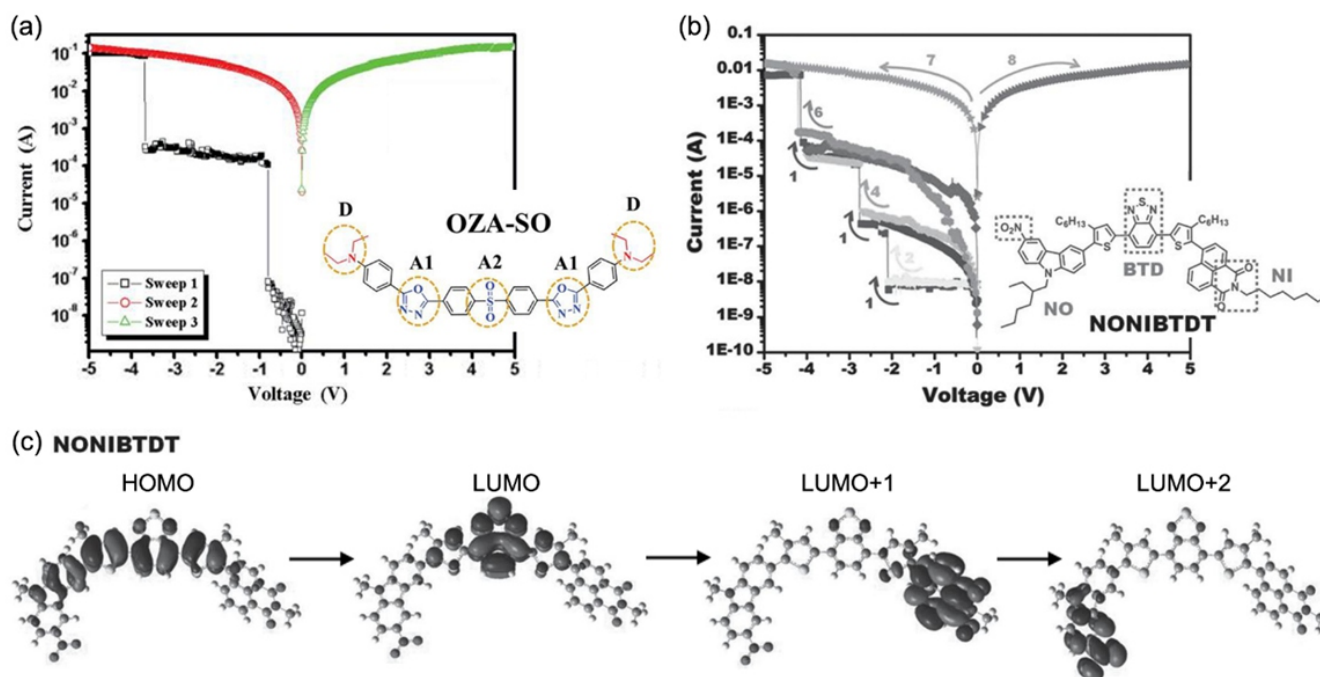 (a)
Current (A)
10⁻¹
10⁻²
10⁻³
10⁻⁴
10⁻⁵
10⁻⁶
10⁻⁷
10⁻⁸
Sweep 1
Sweep 2
Sweep 3
-5 -4 -3 -2 -1 0 1 2 3 4 5
Voltage (V)
D
OZA-SO
D
A1
A2
A1
N
O
N N
O
S
O
O
N N
N
(b)
Current (A)
0.1
0.01
1E-3
1E-4
1E-5
1E-6
1E-7
1E-8
1E-9
1E-10
7
8
6
1
4
1
2
1
-5 -4 -3 -2 -1 0 1 2 3 4 5
Voltage (V)
O₂N
C₆H₁₃
N S N
C₆H₁₃
S
S
BTD
N
O
N
O
NI
NO
NONIBTDT
(c) NONIBTDT
HOMO
LUMO
LUMO+1
LUMO+2